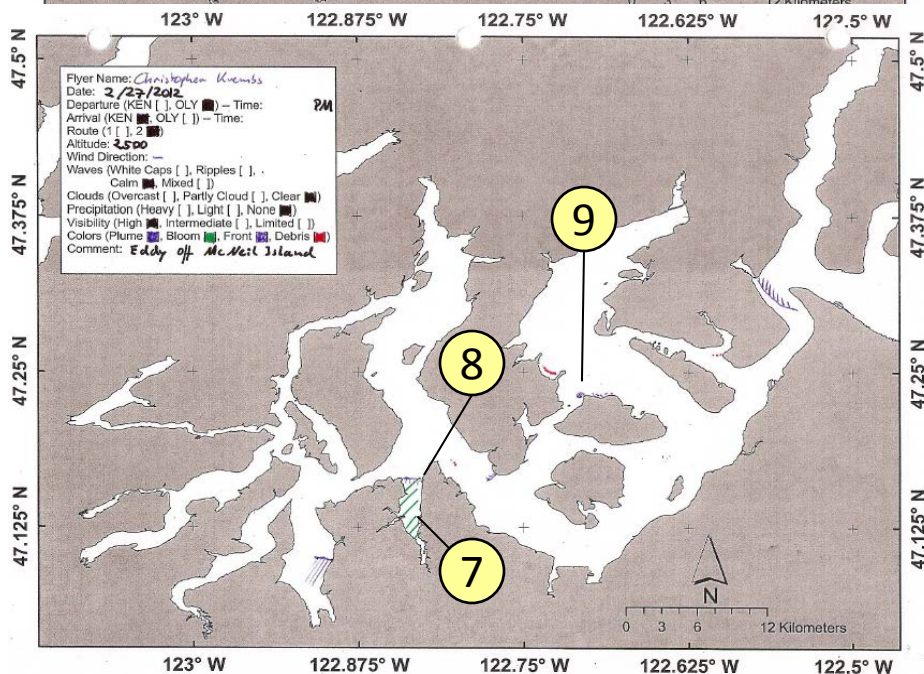 12 Kilometers
123° W 122.875° W 122.75° W 122.625° W 122.5° W
47.5° N 47.5° N
Flyer Name: Christopher Krembs
Date: 2/27/2012
Departure (KEN [ ], OLY [■]) – Time: PM
Arrival (KEN [■], OLY [ ]) – Time:
Route (1 [ ], 2 [■])
Altitude: 2500
Wind Direction: –
Waves (White Caps [ ], Ripples [ ],
Calm [■], Mixed [ ])
Clouds (Overcast [ ], Partly Cloud [ ], Clear [■])
Precipitation (Heavy [ ], Light [ ], None [■])
Visibility (High [■], Intermediate [ ], Limited [ ])
Colors (Plume [■], Bloom [■], Front [■], Debris [■])
Comment: Eddy off McNeil Island
47.375° N 47.375° N
9
8
47.25° N 47.25° N
47.125° N 47.125° N
7
N
0 3 6 12 Kilometers
123° W 122.875° W 122.75° W 122.625° W 122.5° W